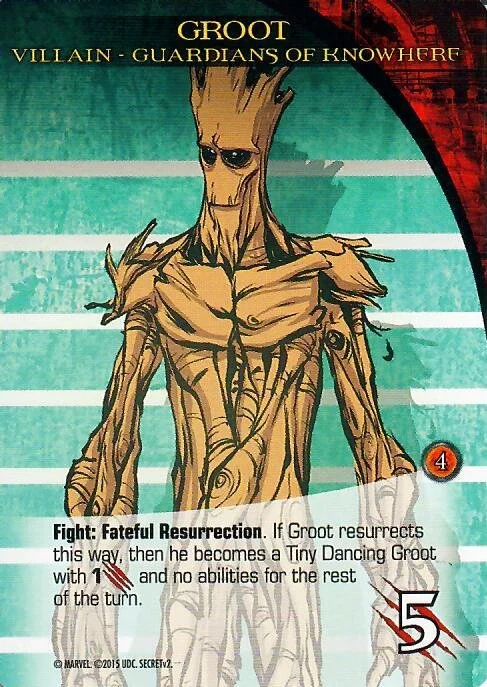 GROOT
VILLAIN - GUARDIANS OF KNOWHERE
4
Fight: Fateful Resurrection. If Groot resurrects
this way, then he becomes a Tiny Dancing Groot
with 1 and no abilities for the rest
of the turn.
5
© MARVEL. ©2015 UDC. SECRETv2.